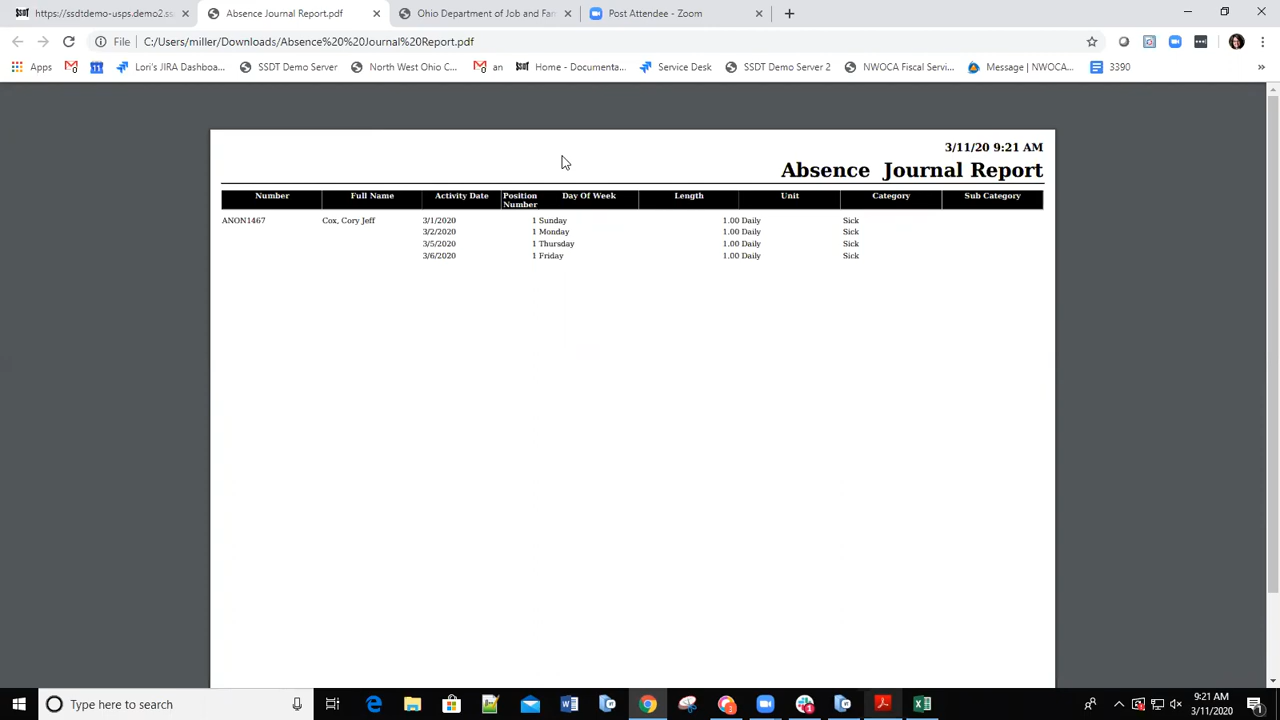 https://ssdtdemo-usps.demo2.ss
Absence Journal Report.pdf
Ohio Department of Job and Fan
Post Attendee - Zoom
File
C:/Users/miller/Downloads/Absence%20%20Journal%20Report.pdf
Apps
Lori's JIRA Dashboa...
SSDT Demo Server
North West Ohio C...
an
Home - Documenta...
Service Desk
SSDT Demo Server 2
NWOCA Fiscal Servi...
Message | NWOCA...
3390
3/11/20 9:21 AM
Absence Journal Report
Number Full Name Activity Date Position Number Day Of Week Length Unit Category Sub Category
ANON1467 Cox, Cory Jeff 3/1/2020 1 Sunday 1.00 Daily Sick
3/2/2020 1 Monday 1.00 Daily Sick
3/5/2020 1 Thursday 1.00 Daily Sick
3/6/2020 1 Friday 1.00 Daily Sick
Type here to search
9:21 AM
3/11/2020